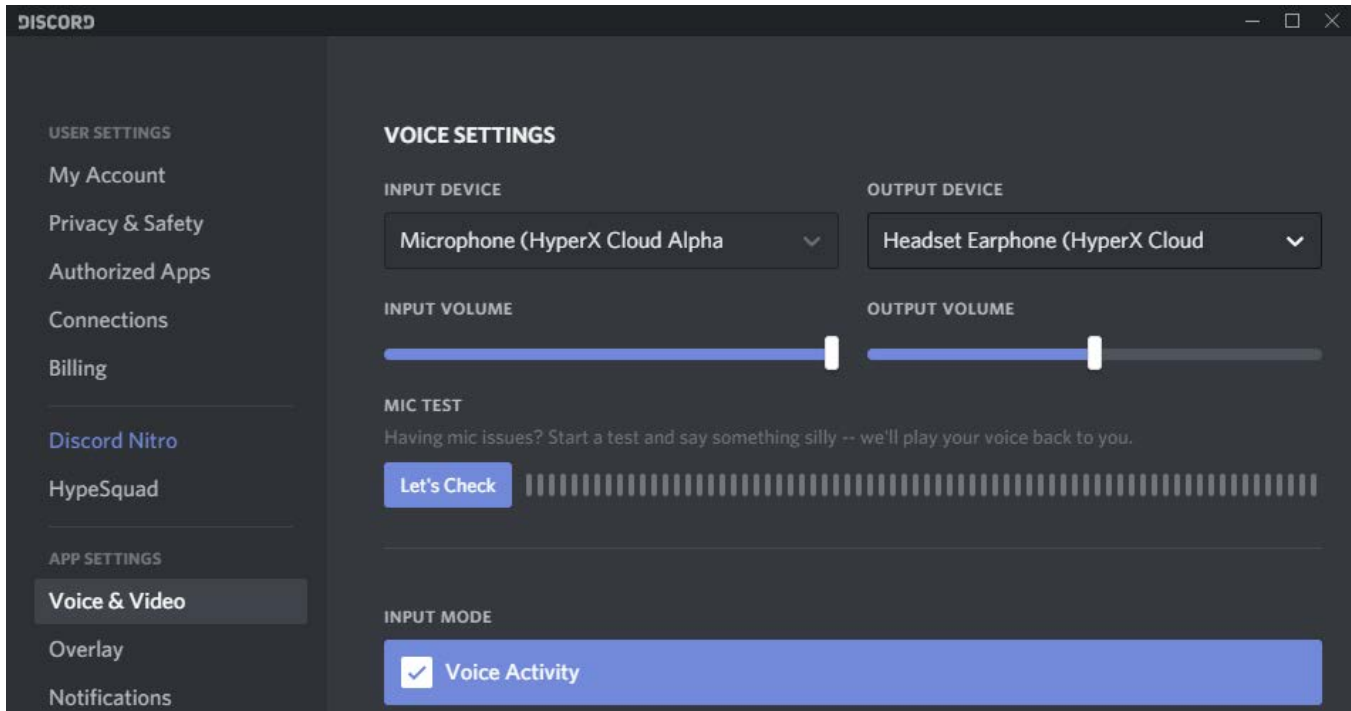 DISCORD
USER SETTINGS
My Account
Privacy & Safety
Authorized Apps
Connections
Billing
Discord Nitro
HypeSquad
APP SETTINGS
Voice & Video
Overlay
Notifications
VOICE SETTINGS
INPUT DEVICE
Microphone (HyperX Cloud Alpha
OUTPUT DEVICE
Headset Earphone (HyperX Cloud
INPUT VOLUME
OUTPUT VOLUME
MIC TEST
Having mic issues? Start a test and say something silly -- we'll play your voice back to you.
Let's Check
INPUT MODE
Voice Activity